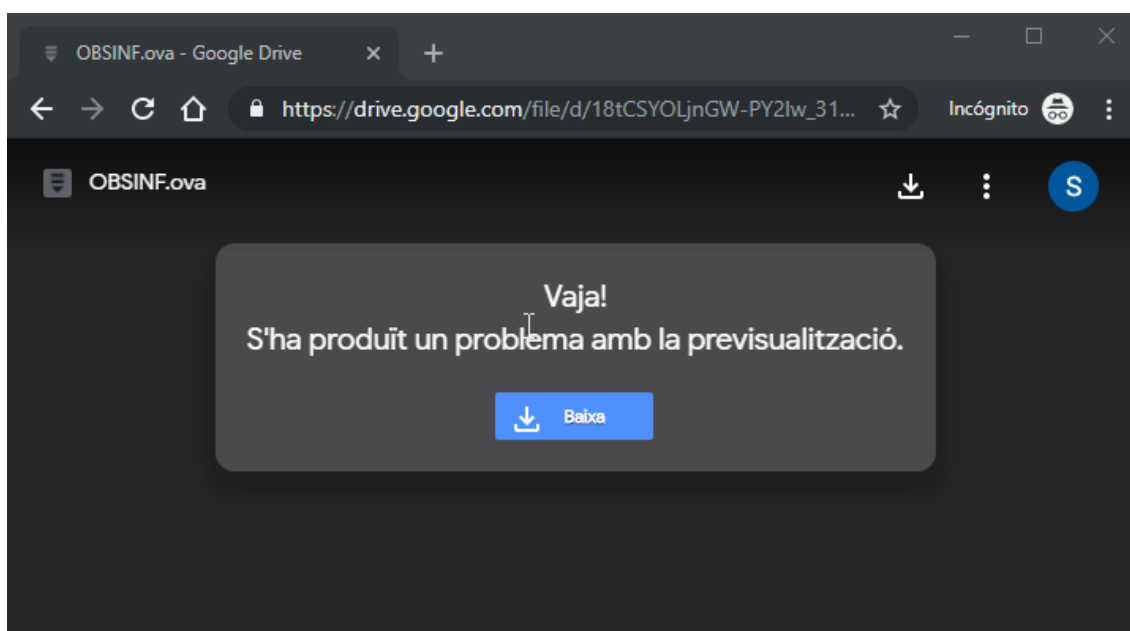 OBSINF.ova - Google Drive
https://drive.google.com/file/d/18tCSYOLjnGW-PY2Iw_31...
Incógnito
OBSINF.ova
S
Vaja!
S'ha produït un problema amb la previsualització.
Baixa